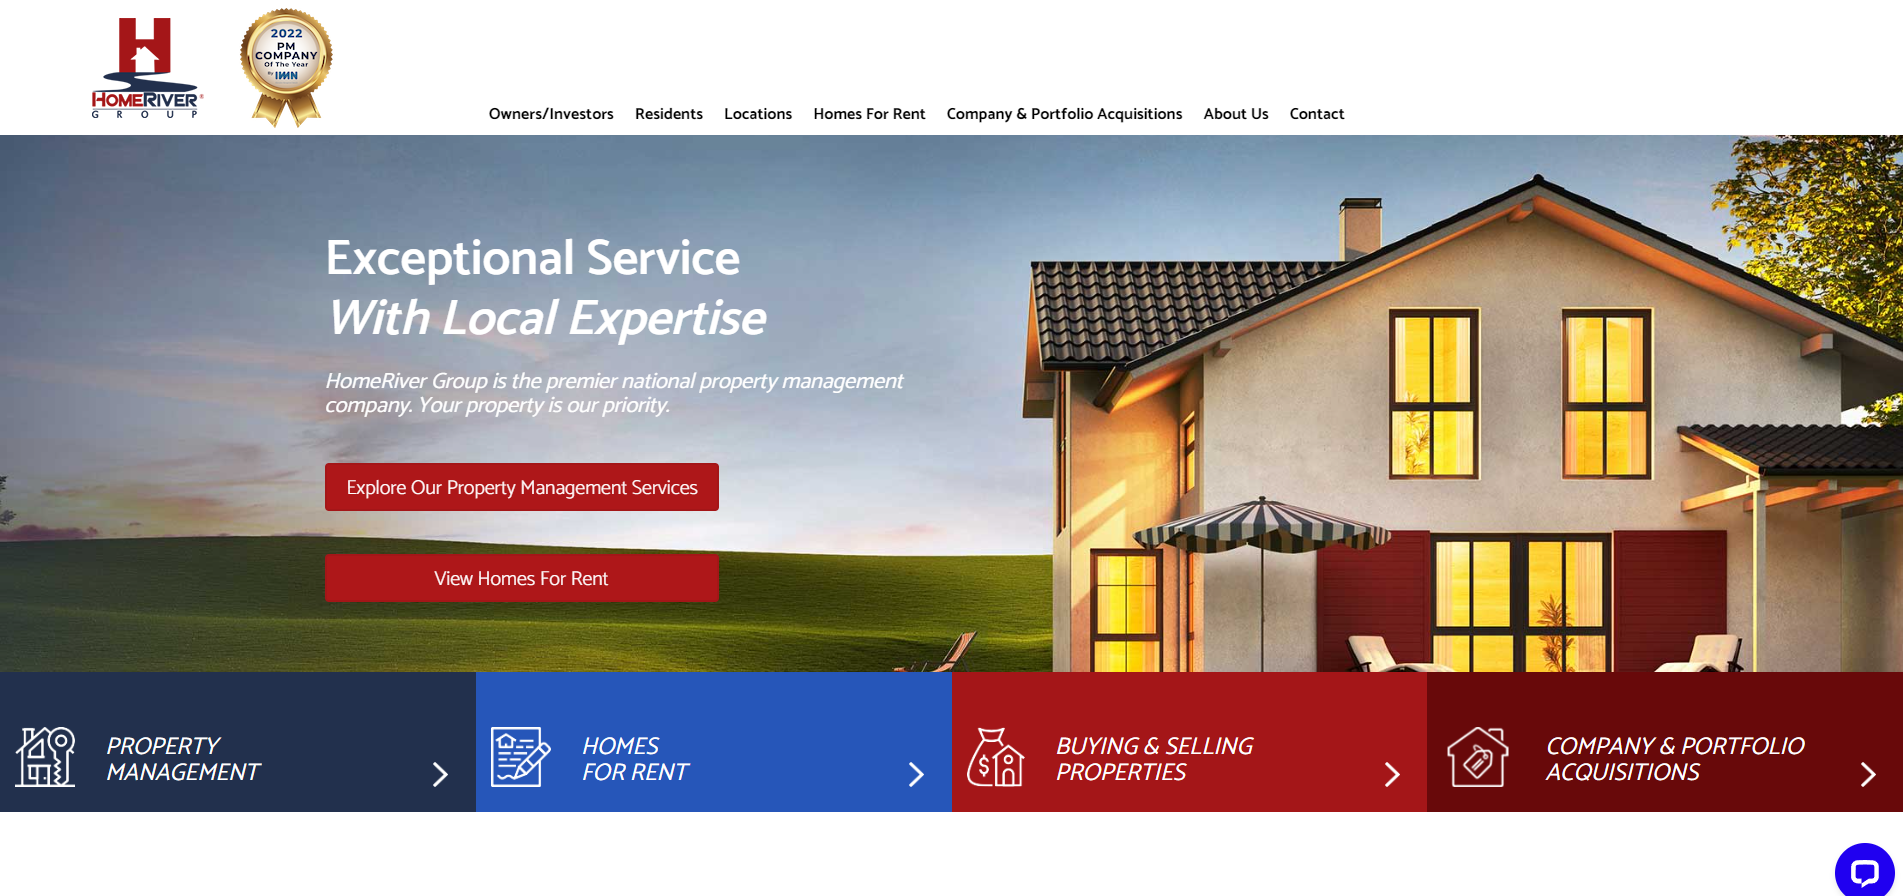 HOMERIVER®
GROUP
2022
PM
COMPANY
Of The Year
By IMN
Owners/Investors
Residents
Locations
Homes For Rent
Company & Portfolio Acquisitions
About Us
Contact
Exceptional Service
With Local Expertise
HomeRiver Group is the premier national property management
company. Your property is our priority.
Explore Our Property Management Services
View Homes For Rent
PROPERTY
MANAGEMENT
HOMES
FOR RENT
BUYING & SELLING
PROPERTIES
COMPANY & PORTFOLIO
ACQUISITIONS